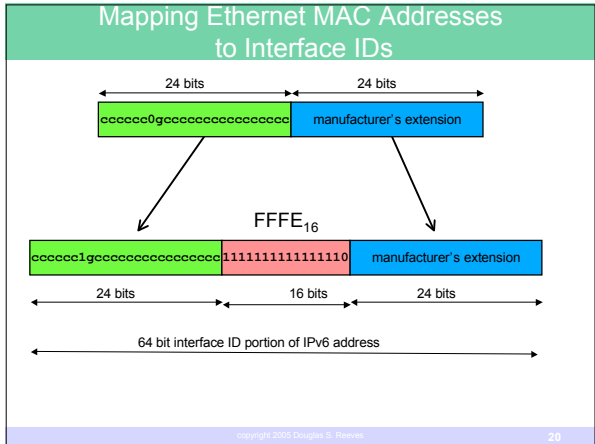 Mapping Ethernet MAC Addresses
to Interface IDs
24 bits 24 bits
cccccc0gcccccccccccccccc manufacturer's extension
FFFE16
cccccc1gcccccccccccccccc 1111111111111110 manufacturer's extension
24 bits 16 bits 24 bits
64 bit interface ID portion of IPv6 address
copyright 2005 Douglas S. Reeves 20